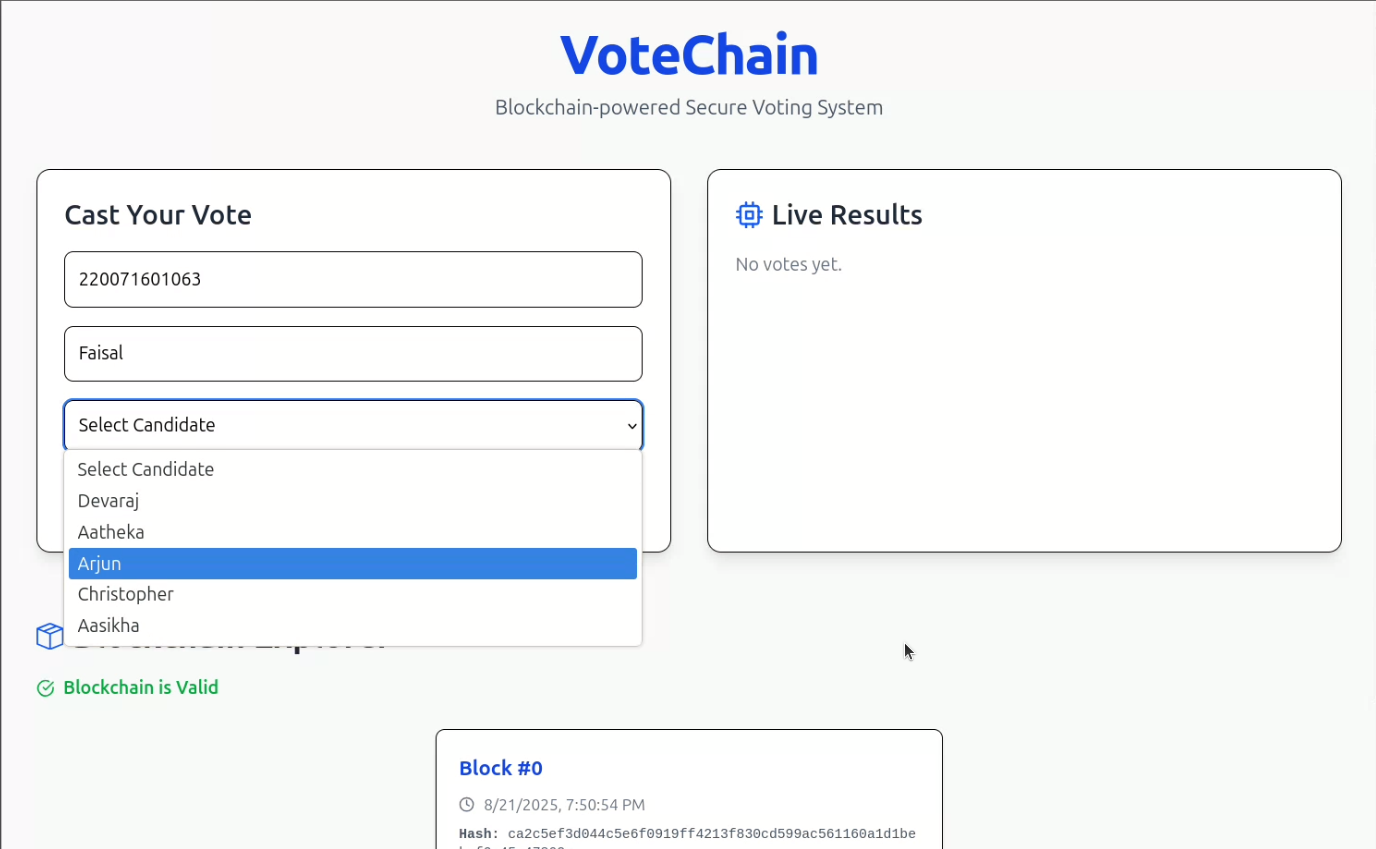 VoteChain
Blockchain-powered Secure Voting System
Cast Your Vote
220071601063
Faisal
Select Candidate
Select Candidate
Devaraj
Aatheka
Arjun
Christopher
Aasikha
Live Results
No votes yet.
Blockchain Explorer
Blockchain is Valid
Block #0
8/21/2025, 7:50:54 PM
Hash: ca2c5ef3d044c5e6f0919ff4213f830cd599ac561160a1d1be